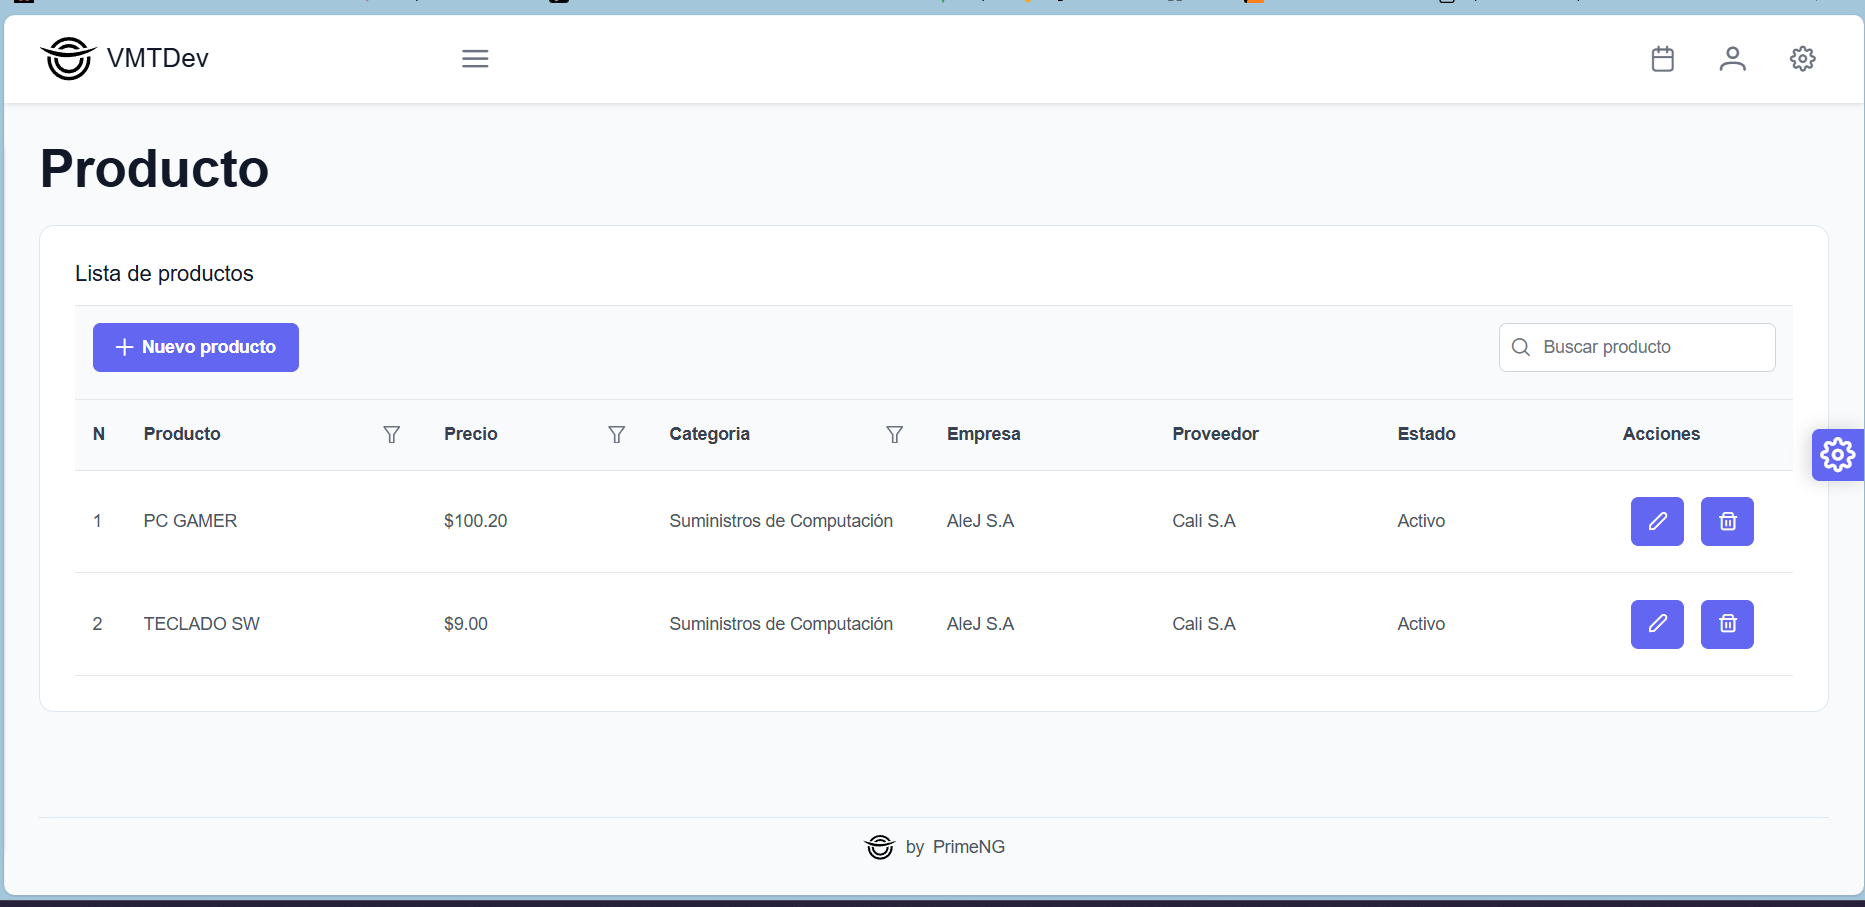 VMTDev
Producto
Lista de productos
Nuevo producto
Buscar producto
N Producto Precio Categoria Empresa Proveedor Estado Acciones
1 PC GAMER $100.20 Suministros de Computación AleJ S.A Cali S.A Activo
2 TECLADO SW $9.00 Suministros de Computación AleJ S.A Cali S.A Activo
by PrimeNG